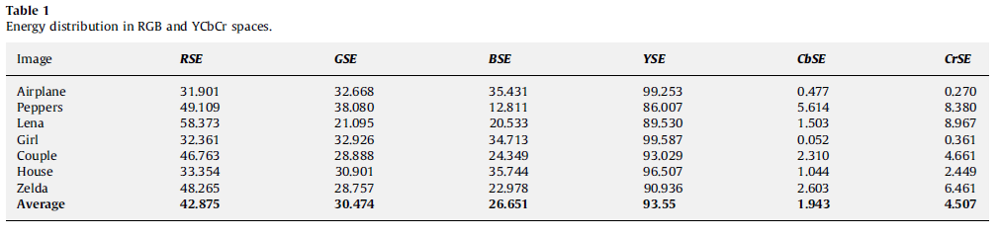 Table 1
Energy distribution in RGB and YCbCr spaces.
Image RSE GSE BSE YSE CbSE CrSE
Airplane 31.901 32.668 35.431 99.253 0.477 0.270
Peppers 49.109 38.080 12.811 86.007 5.614 8.380
Lena 58.373 21.095 20.533 89.530 1.503 8.967
Girl 32.361 32.926 34.713 99.587 0.052 0.361
Couple 46.763 28.888 24.349 93.029 2.310 4.661
House 33.354 30.901 35.744 96.507 1.044 2.449
Zelda 48.265 28.757 22.978 90.936 2.603 6.461
Average 42.875 30.474 26.651 93.55 1.943 4.507